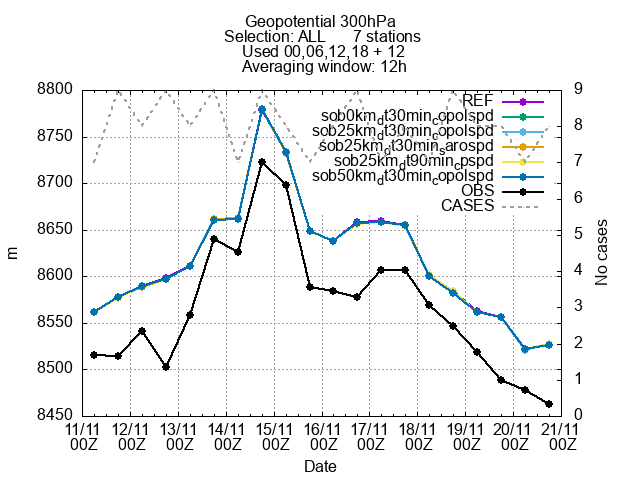 Geopotential 300hPa
Selection: ALL 7 stations
Used 00,06,12,18 + 12
Averaging window: 12h
REF
sob0km_dt30min_copolspd
sob25km_dt30min_copolspd
sob25km_dt30min_sarospd
sob25km_dt90min_cpspd
sob50km_dt30min_copolspd
OBS
CASES
8800
8750
8700
8650
8600
8550
8500
8450
m
9
8
7
6
5
4
3
2
1
0
No cases
11/11 12/11 13/11 14/11 15/11 16/11 17/11 18/11 19/11 20/11 21/11
00Z 00Z 00Z 00Z 00Z 00Z 00Z 00Z 00Z 00Z 00Z
Date